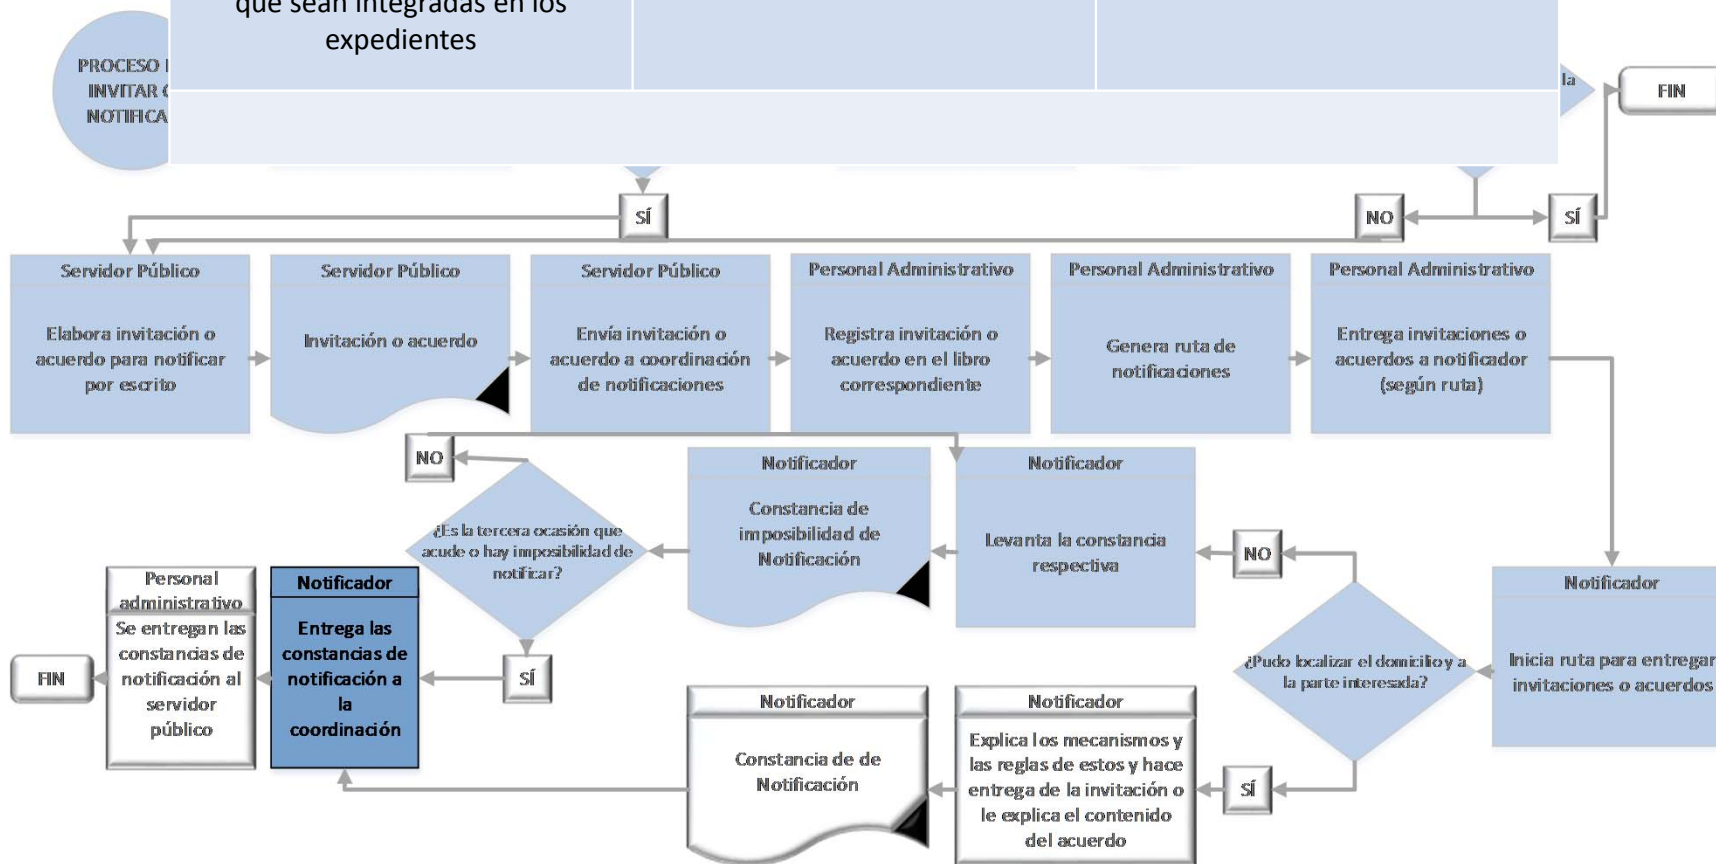 que sean integradas en los
expedientes
PROCESO
INVITAR
NOTIFICA
la
FIN
SÍ
NO
SÍ
Servidor Público
Elabora invitación o
acuerdo para notificar
por escrito
Servidor Público
Invitación o acuerdo
Servidor Público
Envía invitación o
acuerdo a coordinación
de notificaciones
Personal Administrativo
Registra invitación o
acuerdo en el libro
correspondiente
Personal Administrativo
Genera ruta de
notificaciones
Personal Administrativo
Entrega invitaciones o
acuerdos a notificador
(según ruta)
NO
¿Es la tercera ocasión que
acude o hay imposibilidad de
notificar?
Notificador
Constancia de
imposibilidad de
Notificación
Notificador
Levanta la constancia
respectiva
NO
¿Pudo localizar el domicilio y a
la parte interesada?
Notificador
Inicia ruta para entregar
invitaciones o acuerdos
FIN
Personal
administrativo
Se entregan las
constancias de
notificación al
servidor
público
Notificador
Entrega las
constancias de
notificación a
la
coordinación
SÍ
Notificador
Constancia de de
Notificación
Notificador
Explica los mecanismos y
las reglas de estos y hace
entrega de la invitación o
le explica el contenido
del acuerdo
SÍ